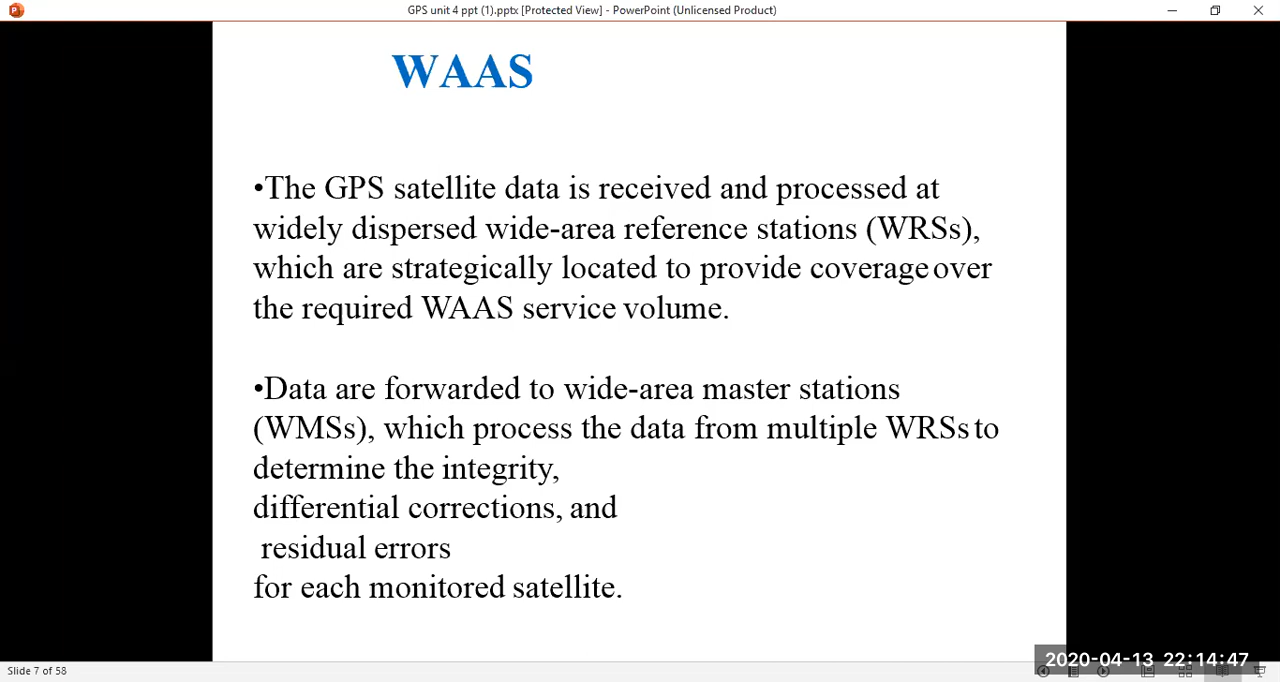 GPS unit 4 ppt (1).pptx [Protected View] - PowerPoint (Unlicensed Product)
WAAS
•The GPS satellite data is received and processed at
widely dispersed wide-area reference stations (WRSs),
which are strategically located to provide coverage over
the required WAAS service volume.
•Data are forwarded to wide-area master stations
(WMSs), which process the data from multiple WRSs to
determine the integrity,
differential corrections, and
residual errors
for each monitored satellite.
2020-04-13 22:14:47
Slide 7 of 58